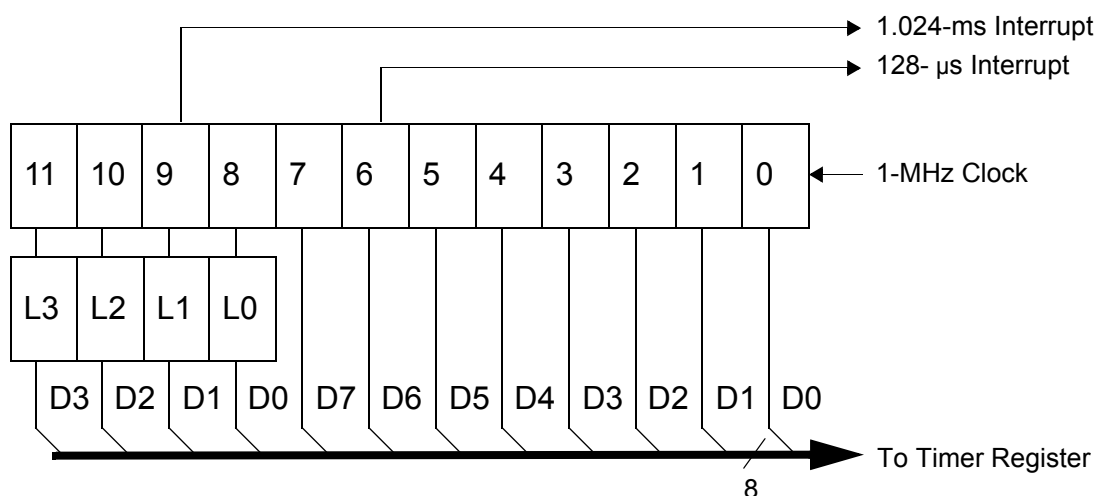 1.024-ms Interrupt
128- µs Interrupt
11 10 9 8 7 6 5 4 3 2 1 0
1-MHz Clock
L3 L2 L1 L0
D3 D2 D1 D0 D7 D6 D5 D4 D3 D2 D1 D0
To Timer Register
8